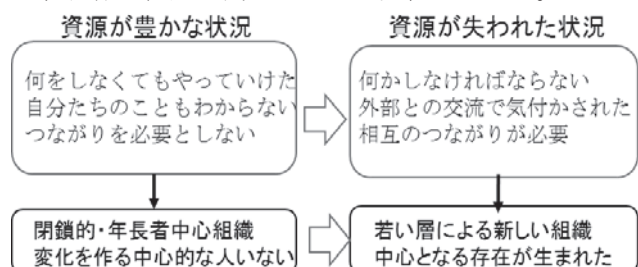 資源が豊かな状況
資源が失われた状況
何をしなくてもやっていけた
自分たちのこともわからない
つながりを必要としない
何かしなければならない
外部との交流で気付かされた
相互のつながりが必要
閉鎖的・年長者中心組織
変化を作る中心的な人いない
若い層による新しい組織
中心となる存在が生まれた